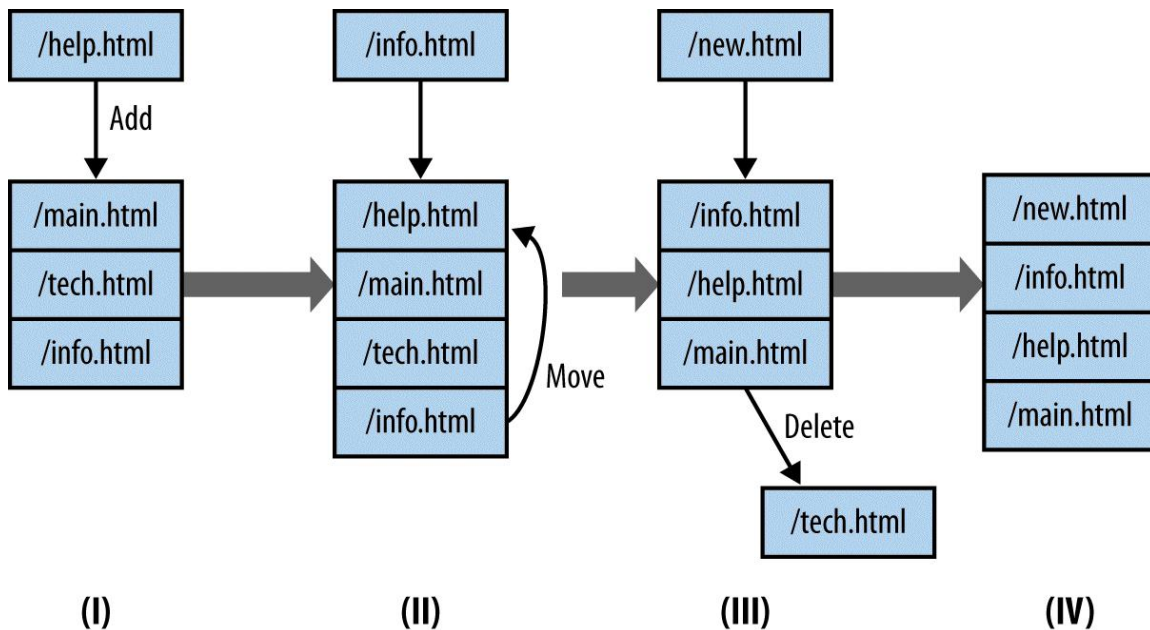 /help.html
Add
/main.html
/tech.html
/info.html
(I)
/info.html
/help.html
/main.html
/tech.html
/info.html
Move
(II)
/new.html
/info.html
/help.html
/main.html
Delete
/tech.html
(III)
/new.html
/info.html
/help.html
/main.html
(IV)